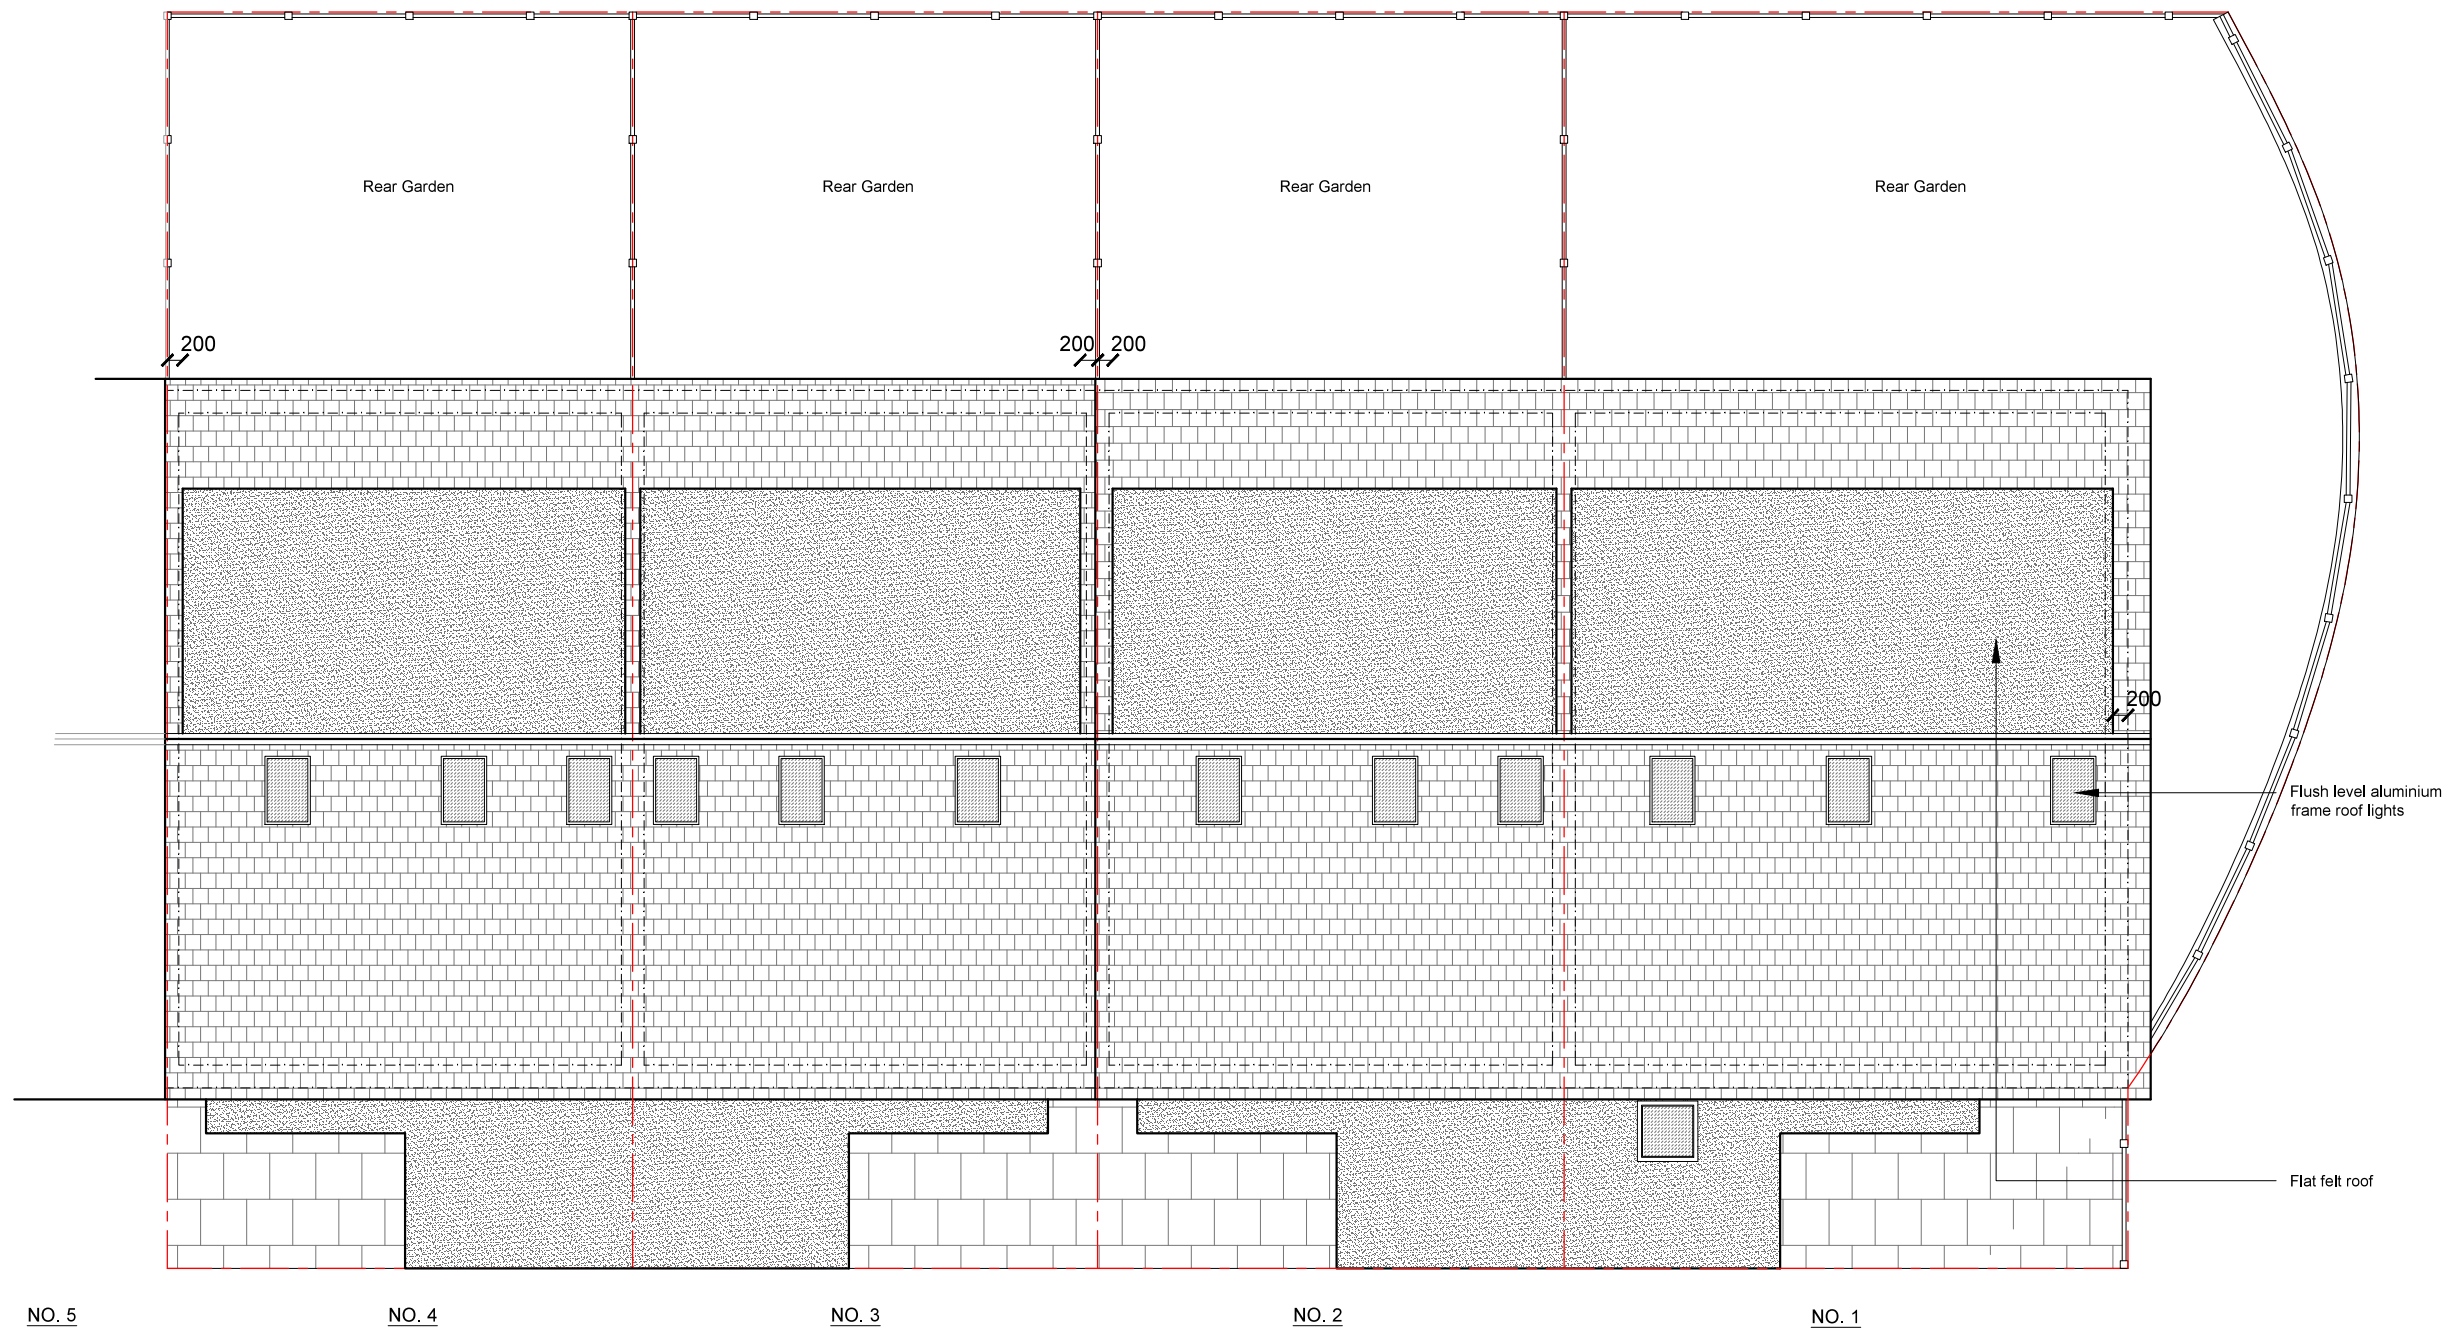 Rear Garden
Rear Garden
Rear Garden
Rear Garden
200
200
200
200
Flush level aluminium
frame roof lights
Flat felt roof
NO. 5
NO. 4
NO. 3
NO. 2
NO. 1